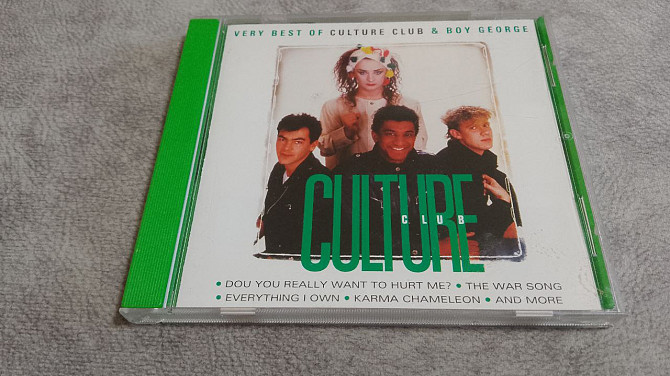 VERY BEST OF CULTURE CLUB & BOY GEORGE
CULTURE
CLUB
• DOU YOU REALLY WANT TO HURT ME? • THE WAR SONG
• EVERYTHING I OWN • KARMA CHAMELEON • AND MORE